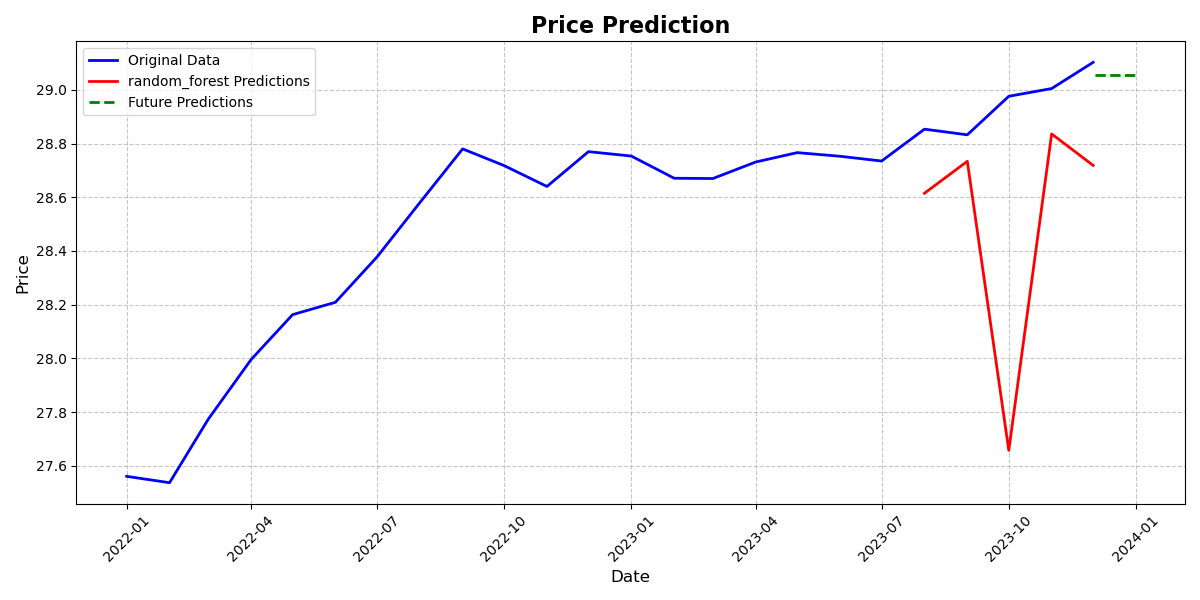 Price Prediction
Original Data
random_forest Predictions
Future Predictions
Price
29.0
28.8
28.6
28.4
28.2
28.0
27.8
27.6
2022-01
2022-04
2022-07
2022-10
2023-01
2023-04
2023-07
2023-10
2024-01
Date